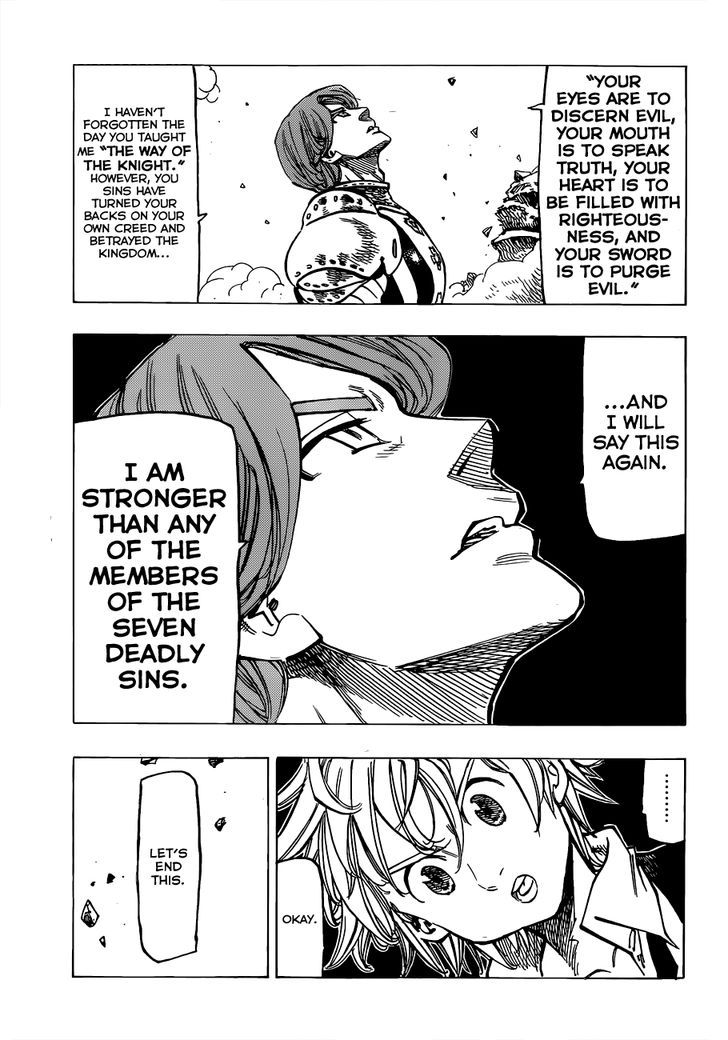 "YOUR
EYES ARE TO
DISCERN EVIL,
YOUR MOUTH
IS TO SPEAK
TRUTH, YOUR
HEART IS TO
BE FILLED WITH
RIGHTEOUS-
NESS, AND
YOUR SWORD
IS TO PURGE
EVIL."
I HAVEN'T
FORGOTTEN THE
DAY YOU TAUGHT
ME "THE WAY OF
THE KNIGHT."
HOWEVER, YOU
SINS HAVE
TURNED YOUR
BACKS ON YOUR
OWN CREED AND
BETRAYED THE
KINGDOM...
...AND
I WILL
SAY THIS
AGAIN.
I AM
STRONGER
THAN ANY
OF THE
MEMBERS
OF THE
SEVEN
DEADLY
SINS.
.........
OKAY.
LET'S
END
THIS.